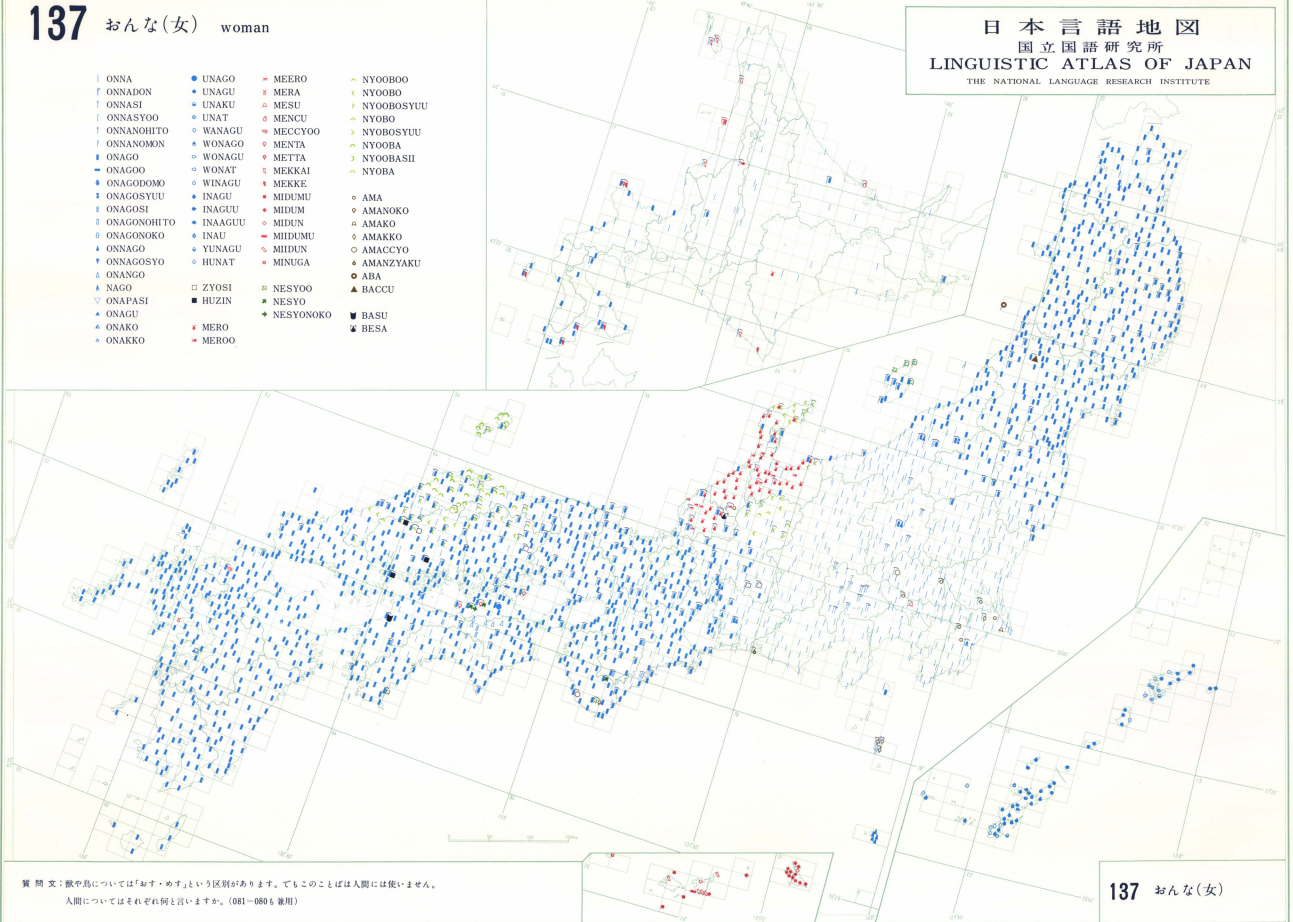 137 おんな(女) woman
日本言語地図
国立国語研究所
LINGUISTIC ATLAS OF JAPAN
THE NATIONAL LANGUAGE RESEARCH INSTITUTE
ONNA
ONNADON
ONNASI
ONNASYOO
ONNANOHITO
ONNANOMON
ONAGO
ONAGOO
ONAGODOMO
ONAGOSYUU
ONAGOSI
ONAGONOHITO
ONAGONOKO
ONNAGO
ONNAGOSYO
ONANGO
NAGO
ONAPASI
ONAGU
ONAKO
ONAKKO
UNAGO
UNAGU
UNAKU
UNAT
WANAGU
WONAGO
WONAGU
WONAT
WINAGU
INAGU
INAGUU
INAAGUU
INAU
YUNAGU
HUNAT
ZYOSI
HUZIN
MERO
MEROO
MEERO
MERA
MESU
MENCU
MECCYOO
MENTA
METTA
MEKKAI
MEKKE
MIDUMU
MIDUM
MIDUN
MIIDUMU
MIIDUN
MINUGA
NESYOO
NESYO
NESYONOKO
NYOOBOO
NYOOBO
NYOOBOSYUU
NYOBO
NYOBOSYUU
NYOOBA
NYOOBASII
NYOBA
AMA
AMANOKO
AMAKO
AMAKKO
AMACCYO
AMANZYAKU
ABA
BACCU
BASU
BESA
質問文:獣や鳥については「おす・めす」という区別があります。でもこのことばは人間には使いません。
人間についてはそれぞれ何と言いますか。(081−080も兼用)
137 おんな(女)